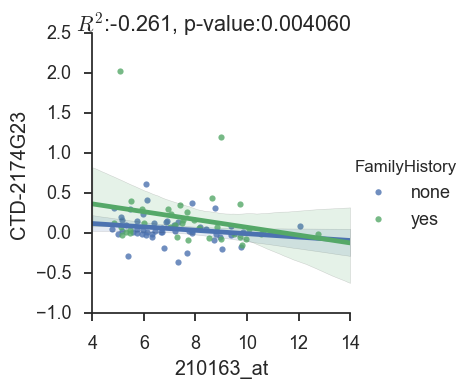 R²:-0.261, p-value:0.004060
2.5
2.0
1.5
1.0
0.5
0.0
−0.5
−1.0
CTD-2174G23
4 6 8 10 12 14
210163_at
FamilyHistory
none
yes